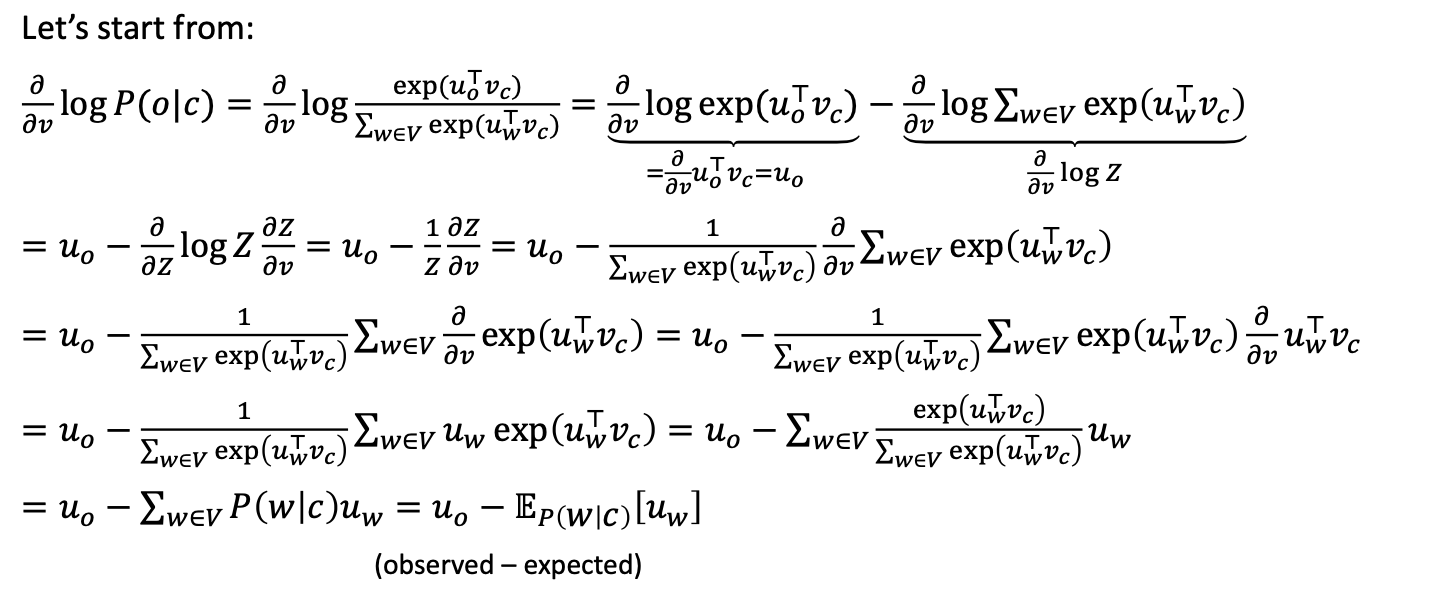 Let's start from:
∂/∂v log P(o|c) = ∂/∂v log exp(u_o^⊤ v_c) / ∑_{w∈V} exp(u_w^⊤ v_c) = ∂/∂v log exp(u_o^⊤ v_c) − ∂/∂v log ∑_{w∈V} exp(u_w^⊤ v_c)
=∂/∂v u_o^⊤ v_c=u_o ∂/∂v log Z
= u_o − ∂/∂Z log Z ∂Z/∂v = u_o − 1/Z ∂Z/∂v = u_o − 1/∑_{w∈V} exp(u_w^⊤ v_c) ∂/∂v ∑_{w∈V} exp(u_w^⊤ v_c)
= u_o − 1/∑_{w∈V} exp(u_w^⊤ v_c) ∑_{w∈V} ∂/∂v exp(u_w^⊤ v_c) = u_o − 1/∑_{w∈V} exp(u_w^⊤ v_c) ∑_{w∈V} exp(u_w^⊤ v_c) ∂/∂v u_w^⊤ v_c
= u_o − 1/∑_{w∈V} exp(u_w^⊤ v_c) ∑_{w∈V} u_w exp(u_w^⊤ v_c) = u_o − ∑_{w∈V} exp(u_w^⊤ v_c)/∑_{w∈V} exp(u_w^⊤ v_c) u_w
= u_o − ∑_{w∈V} P(w|c)u_w = u_o − 𝔼_{P(W|C)}[u_w]
(observed – expected)